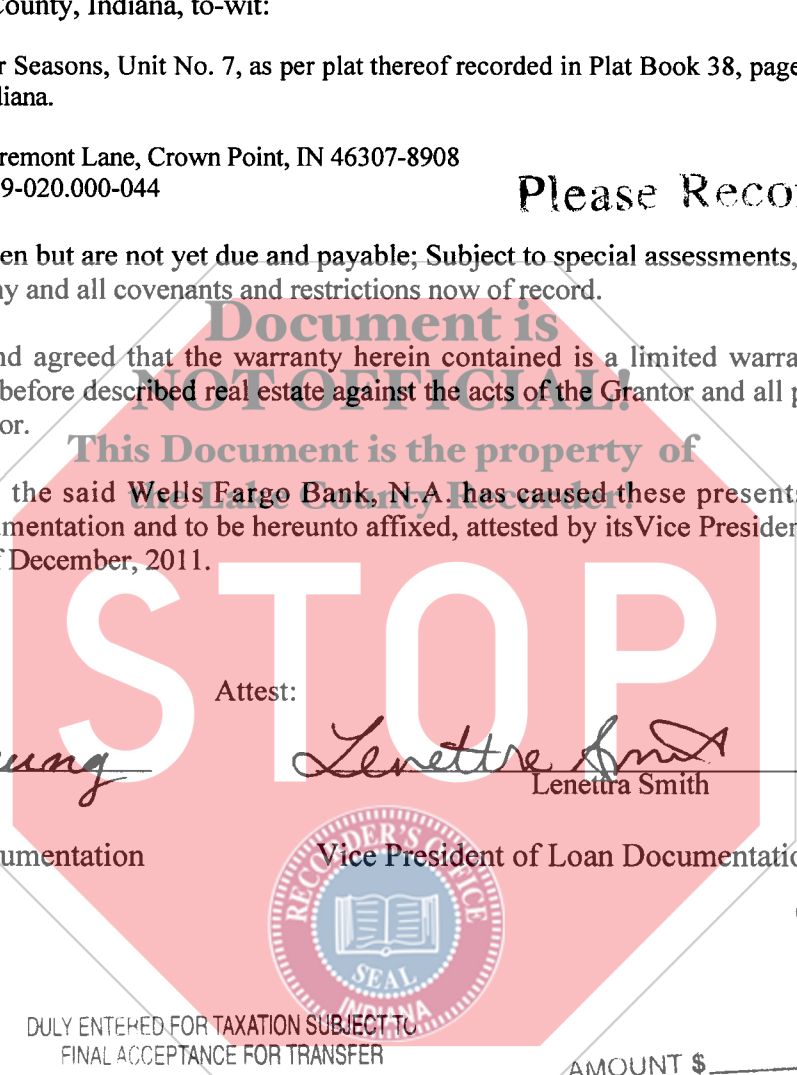 County, Indiana, to-wit:
r Seasons, Unit No. 7, as per plat thereof recorded in Plat Book 38, page
diana.
remont Lane, Crown Point, IN 46307-8908
9-020.000-044
Please Reco
en but are not yet due and payable; Subject to special assessments,
ny and all covenants and restrictions now of record.
Document is
nd agreed that the warranty herein contained is a limited warra
NOT OFFICIAL!
before described real estate against the acts of the Grantor and all p
or.
This Document is the property of
the Lake County Recorder!
the said Wells Fargo Bank, N.A. has caused these presents
umentation and to be hereunto affixed, attested by itsVice Presiden
f December, 2011.
STOP
Attest:
eung
Lenettra Smith
Lenettra Smith
umentation
Vice President of Loan Documentatio
RECORDER'S OFFICE
SEAL
INDIANA
DULY ENTERED FOR TAXATION SUBJECT TO
FINAL ACCEPTANCE FOR TRANSFER
AMOUNT $